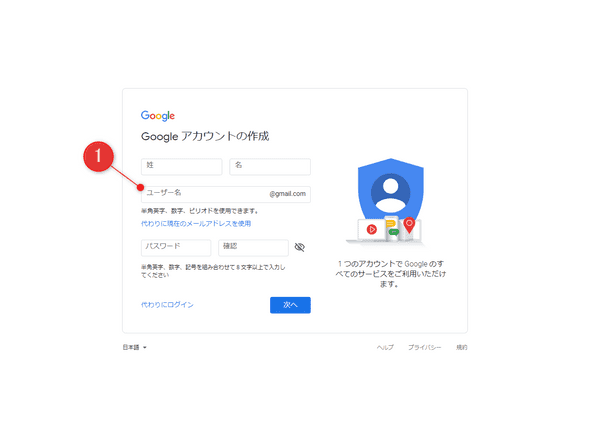 Google
Google アカウントの作成
1
姓 名
ユーザー名 @gmail.com
※角英字、数字、ピリオドを使用できます。
代わりに現在のメールアドレスを使用
パスワード 確認
※角英字、数字、記号を組み合わせて 8 文字以上で入力し
てください
1 つのアカウントで Google のす
べてのサービスをご利用いただけ
ます。
代わりにログイン 次へ
日本語 ヘルプ プライバシー 規約